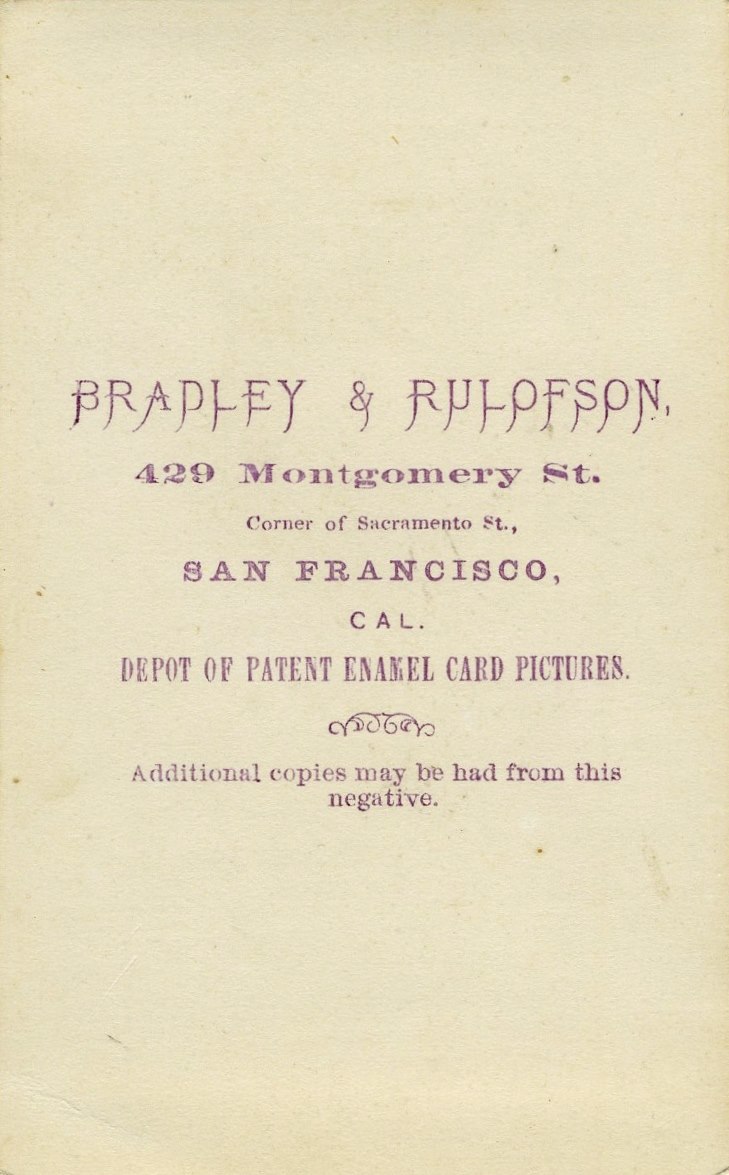 BRADLEY & RULOFSON,
429 Montgomery St.
Corner of Sacramento St.,
SAN FRANCISCO,
CAL.
DEPOT OF PATENT ENAMEL CARD PICTURES.
Additional copies may be had from this
negative.